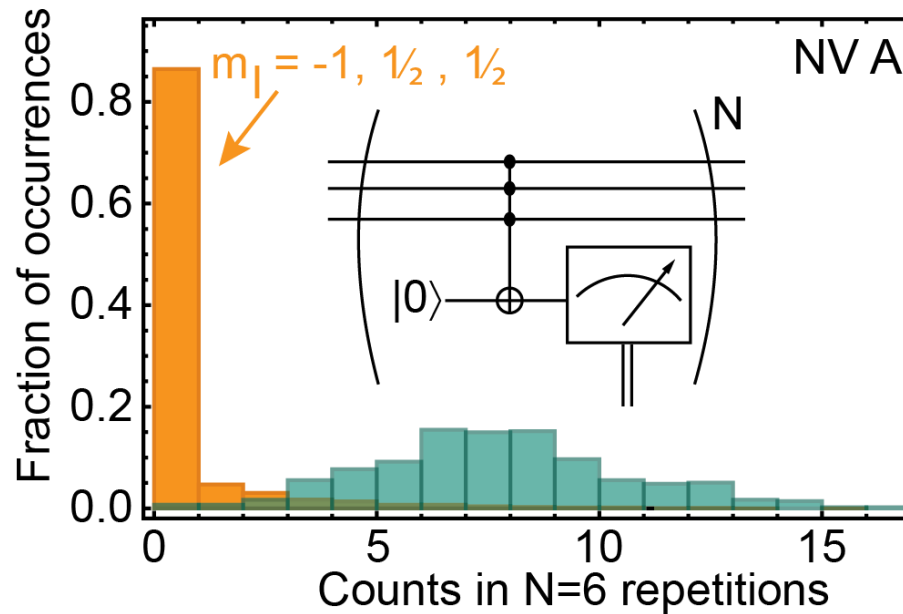 Fraction of occurrences
0.8
0.6
0.4
0.2
0.0
m_I = -1, ½ , ½
NV A
N
|0⟩
0
5
10
15
Counts in N=6 repetitions